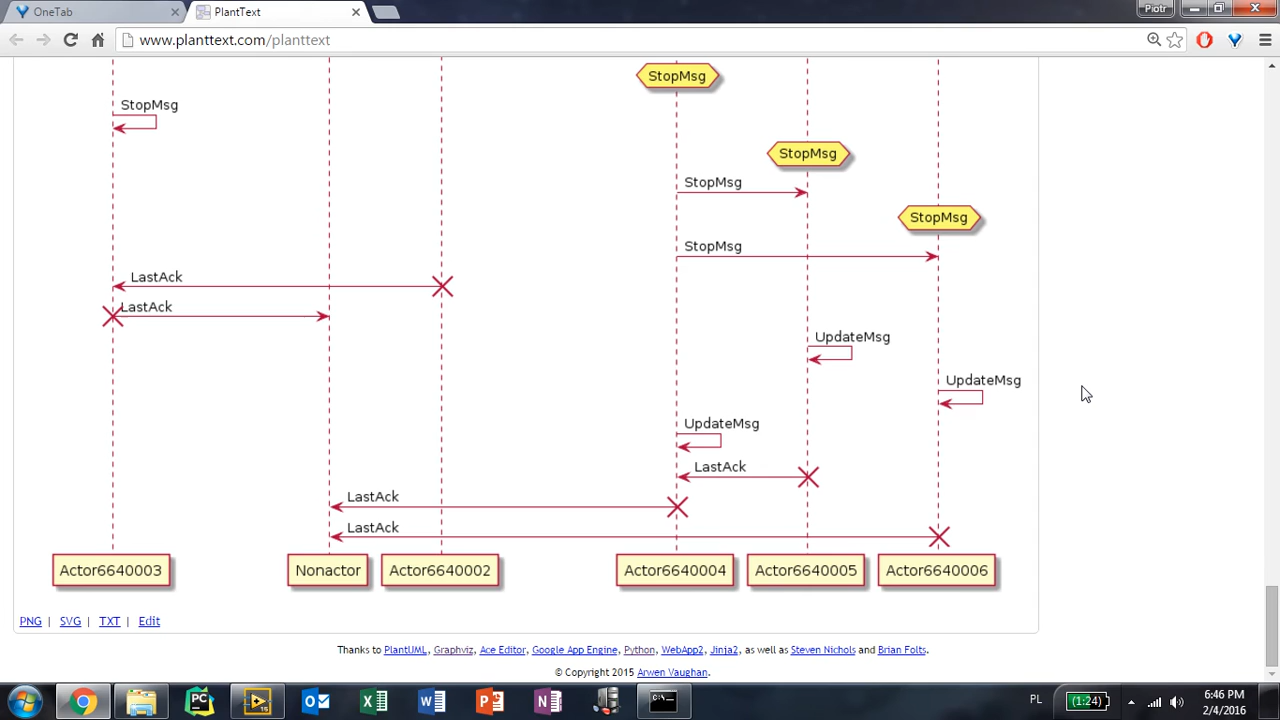 OneTab
PlantText
Piotr
www.planttext.com/planttext
StopMsg
StopMsg
StopMsg
StopMsg
StopMsg
StopMsg
LastAck
LastAck
UpdateMsg
UpdateMsg
UpdateMsg
LastAck
LastAck
LastAck
Actor6640003
Nonactor
Actor6640002
Actor6640004
Actor6640005
Actor6640006
PNG | SVG | TXT | Edit
Thanks to PlantUML, Graphviz, Ace Editor, Google App Engine, Python, WebApp2, Jinja2, as well as Steven Nichols and Brian Folts.
© Copyright 2015 Arwen Vaughan.
PL
(1:24)
6:46 PM
2/4/2016